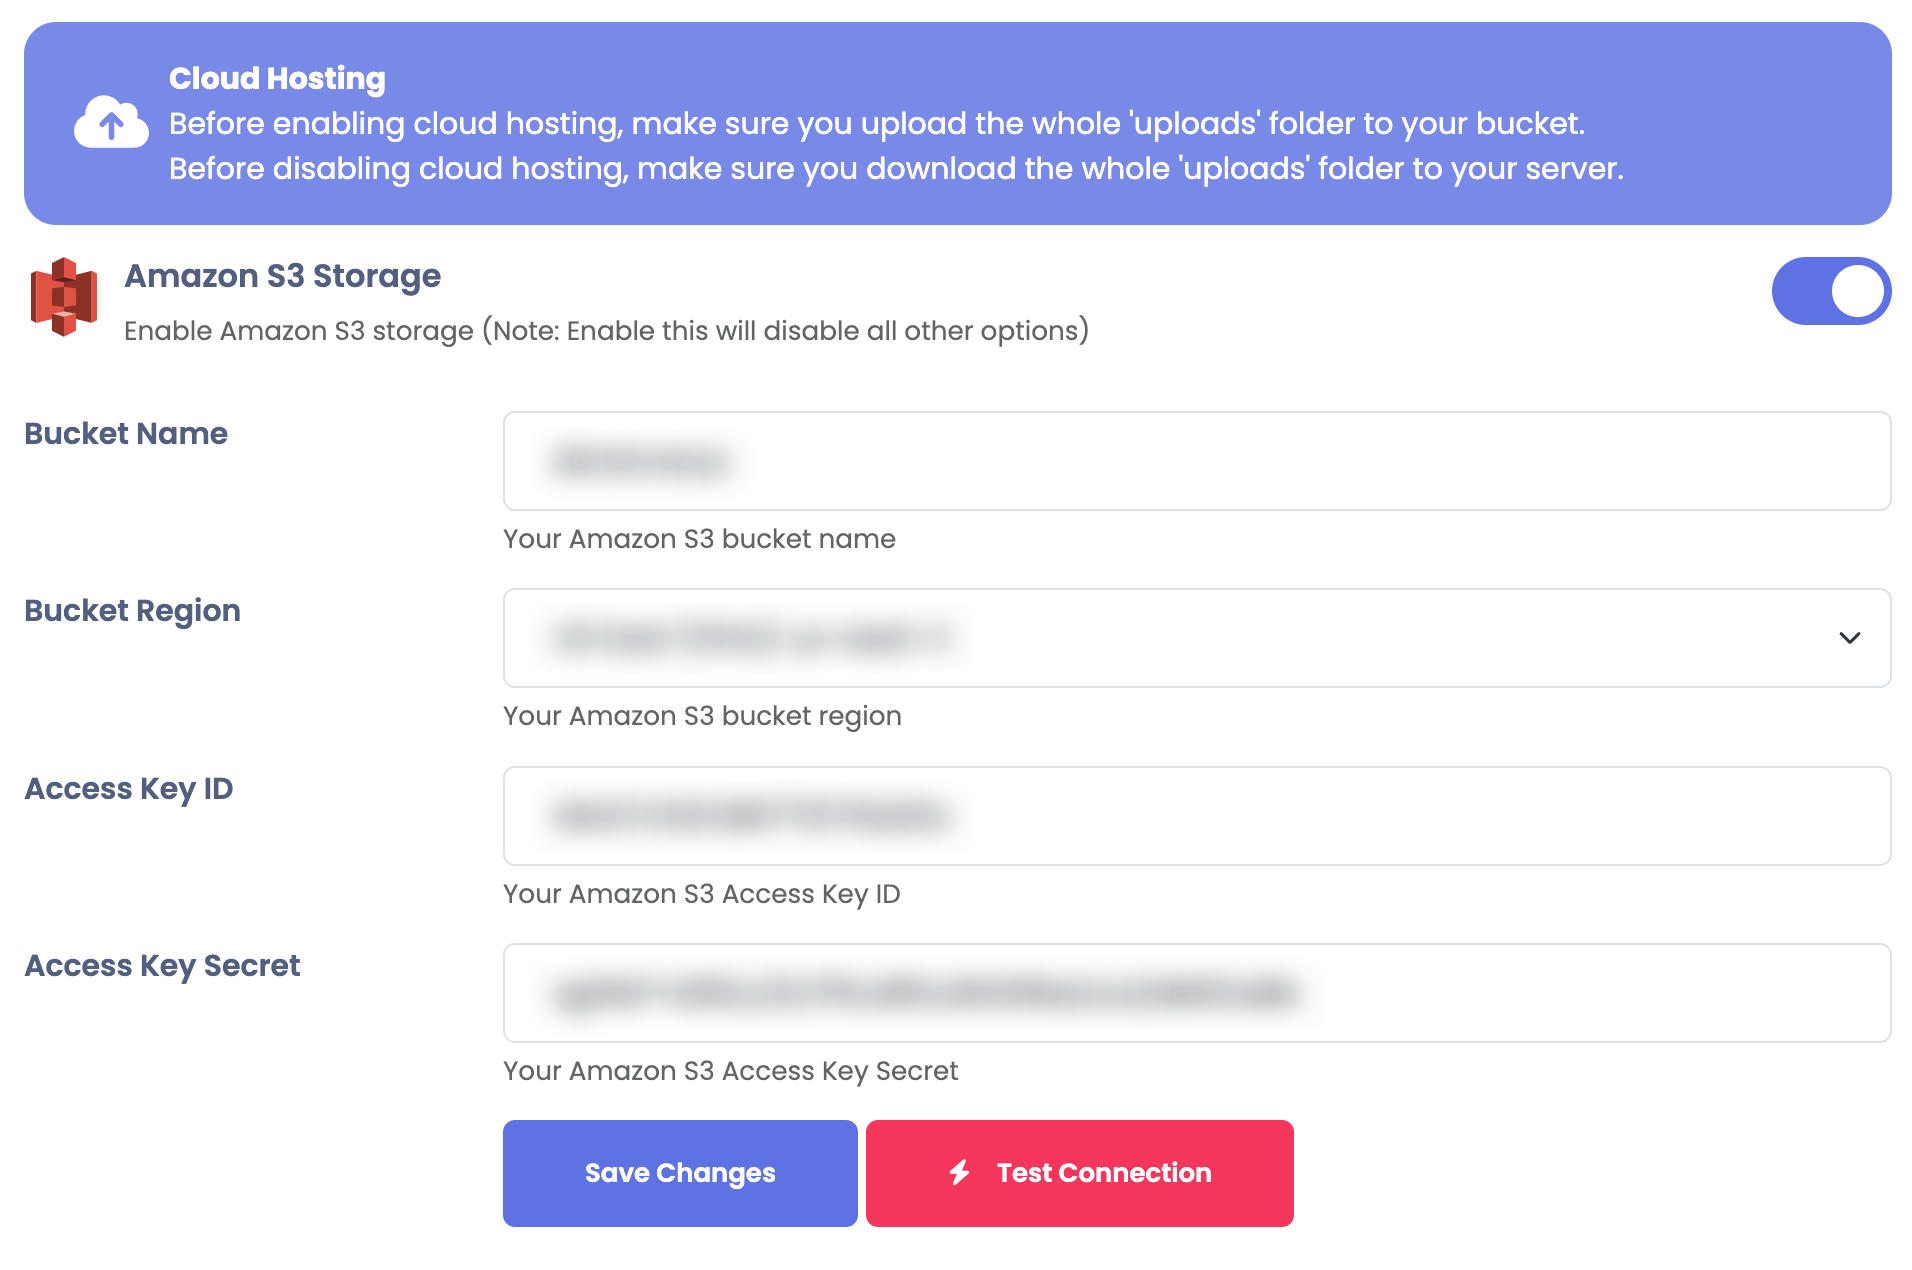 Cloud Hosting
Before enabling cloud hosting, make sure you upload the whole 'uploads' folder to your bucket.
Before disabling cloud hosting, make sure you download the whole 'uploads' folder to your server.
Amazon S3 Storage
Enable Amazon S3 storage (Note: Enable this will disable all other options)
Bucket Name
Your Amazon S3 bucket name
Bucket Region
Your Amazon S3 bucket region
Access Key ID
Your Amazon S3 Access Key ID
Access Key Secret
Your Amazon S3 Access Key Secret
Save Changes
Test Connection